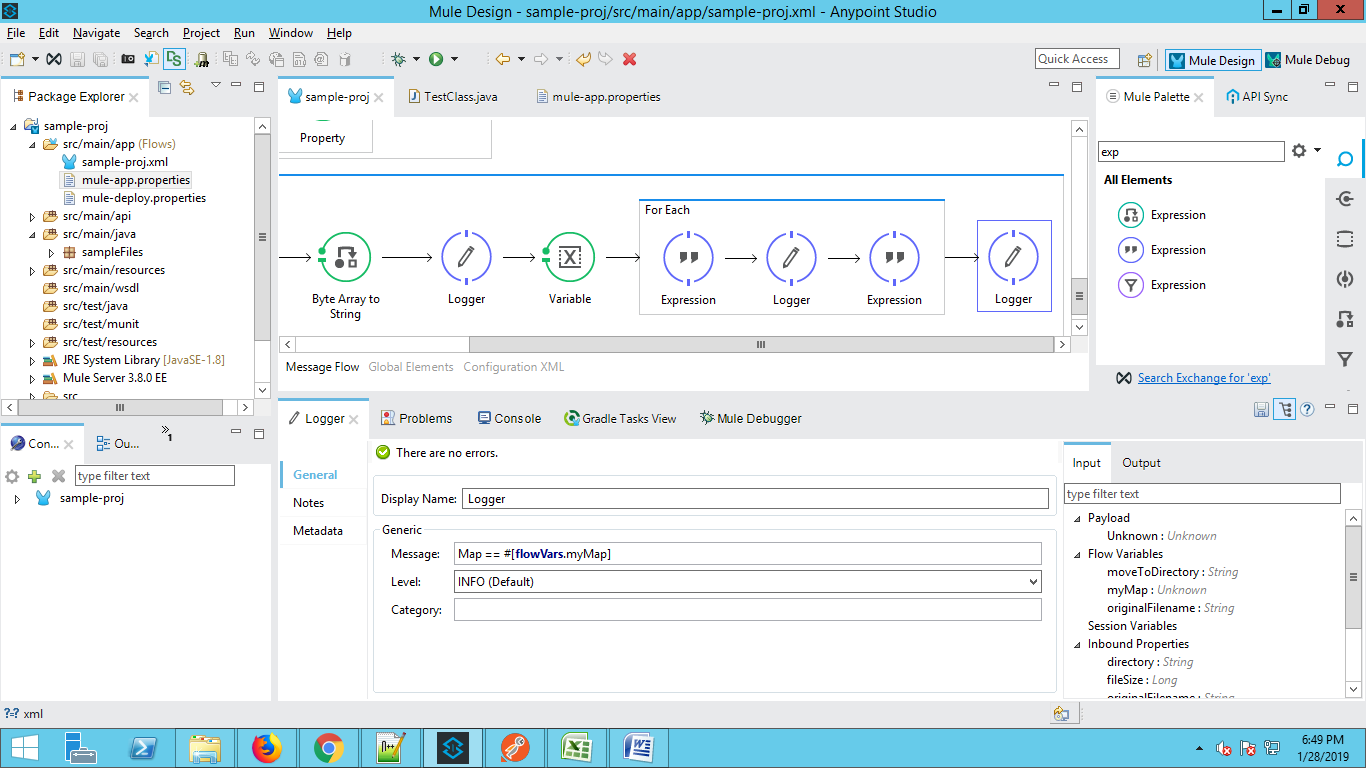 Mule Design - sample-proj/src/main/app/sample-proj.xml - Anypoint Studio
File Edit Navigate Search Project Run Window Help
Quick Access
Mule Design
Mule Debug
Package Explorer
sample-proj
src/main/app (Flows)
sample-proj.xml
mule-app.properties
mule-deploy.properties
src/main/api
src/main/java
sampleFiles
src/main/resources
src/main/wsdl
src/test/java
src/test/munit
src/test/resources
JRE System Library [JavaSE-1.8]
Mule Server 3.8.0 EE
src
Con...
Ou...
1
type filter text
sample-proj
sample-proj
TestClass.java
mule-app.properties
Property
For Each
Byte Array to
String
Logger
Variable
Expression
Logger
Expression
Logger
Message Flow Global Elements Configuration XML
Mule Palette
API Sync
exp
All Elements
Expression
Expression
Expression
Search Exchange for 'exp'
Logger
Problems
Console
Gradle Tasks View
Mule Debugger
There are no errors.
General
Notes
Metadata
Display Name: Logger
Generic
Message: Map == #[flowVars.myMap]
Level: INFO (Default)
Category:
Input Output
type filter text
Payload
Unknown : Unknown
Flow Variables
moveToDirectory : String
myMap : Unknown
originalFilename : String
Session Variables
Inbound Properties
directory : String
fileSize : Long
originalFilename : String
xml
6:49 PM
1/28/2019